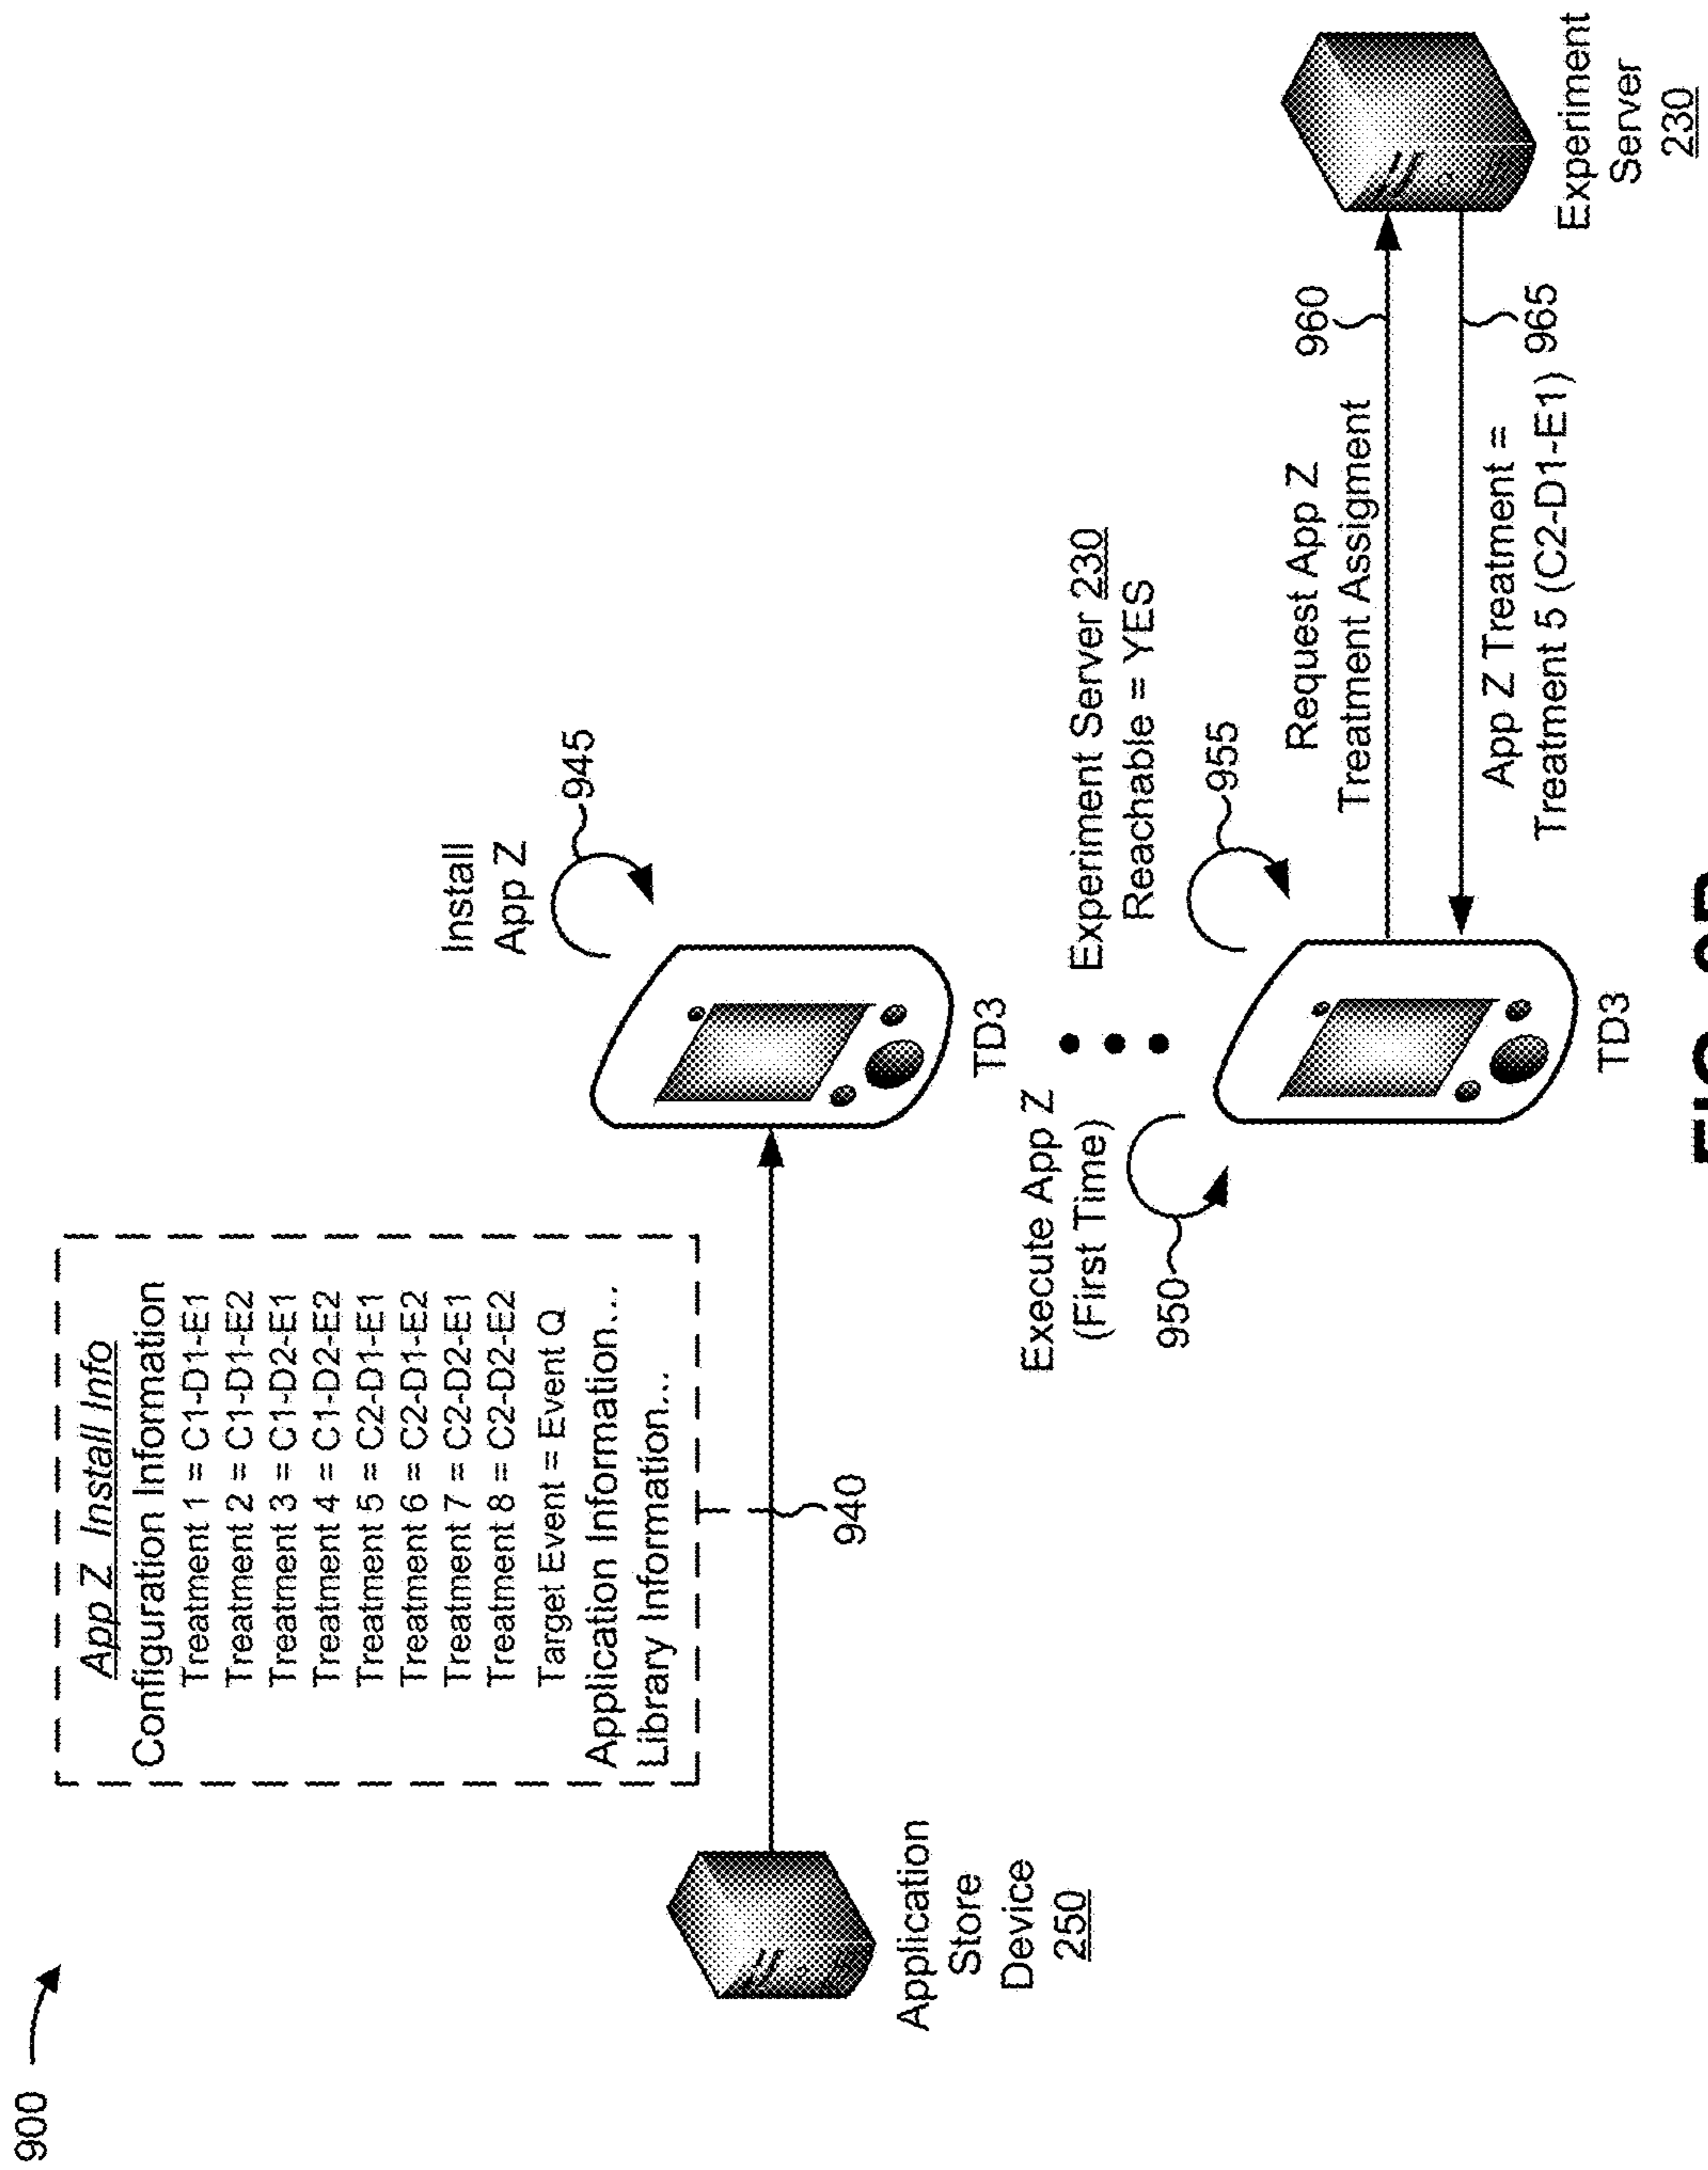 900
App Z Install Info
Configuration Information
Treatment 1 = C1-D1-E1
Treatment 2 = C1-D1-E2
Treatment 3 = C1-D2-E1
Treatment 4 = C1-D2-E2
Treatment 5 = C2-D1-E1
Treatment 6 = C2-D1-E2
Treatment 7 = C2-D2-E1
Treatment 8 = C2-D2-E2
Target Event = Event Q
Application Information...
Library Information...
940
Application
Store
Device
250
Install
App Z
945
TD3
Execute App Z
(First Time)
950
Experiment Server 230
Reachable = YES
955
TD3
Request App Z
Treatment Assigment
960
App Z Treatment =
Treatment 5 (C2-D1-E1)
965
Experiment
Server
230